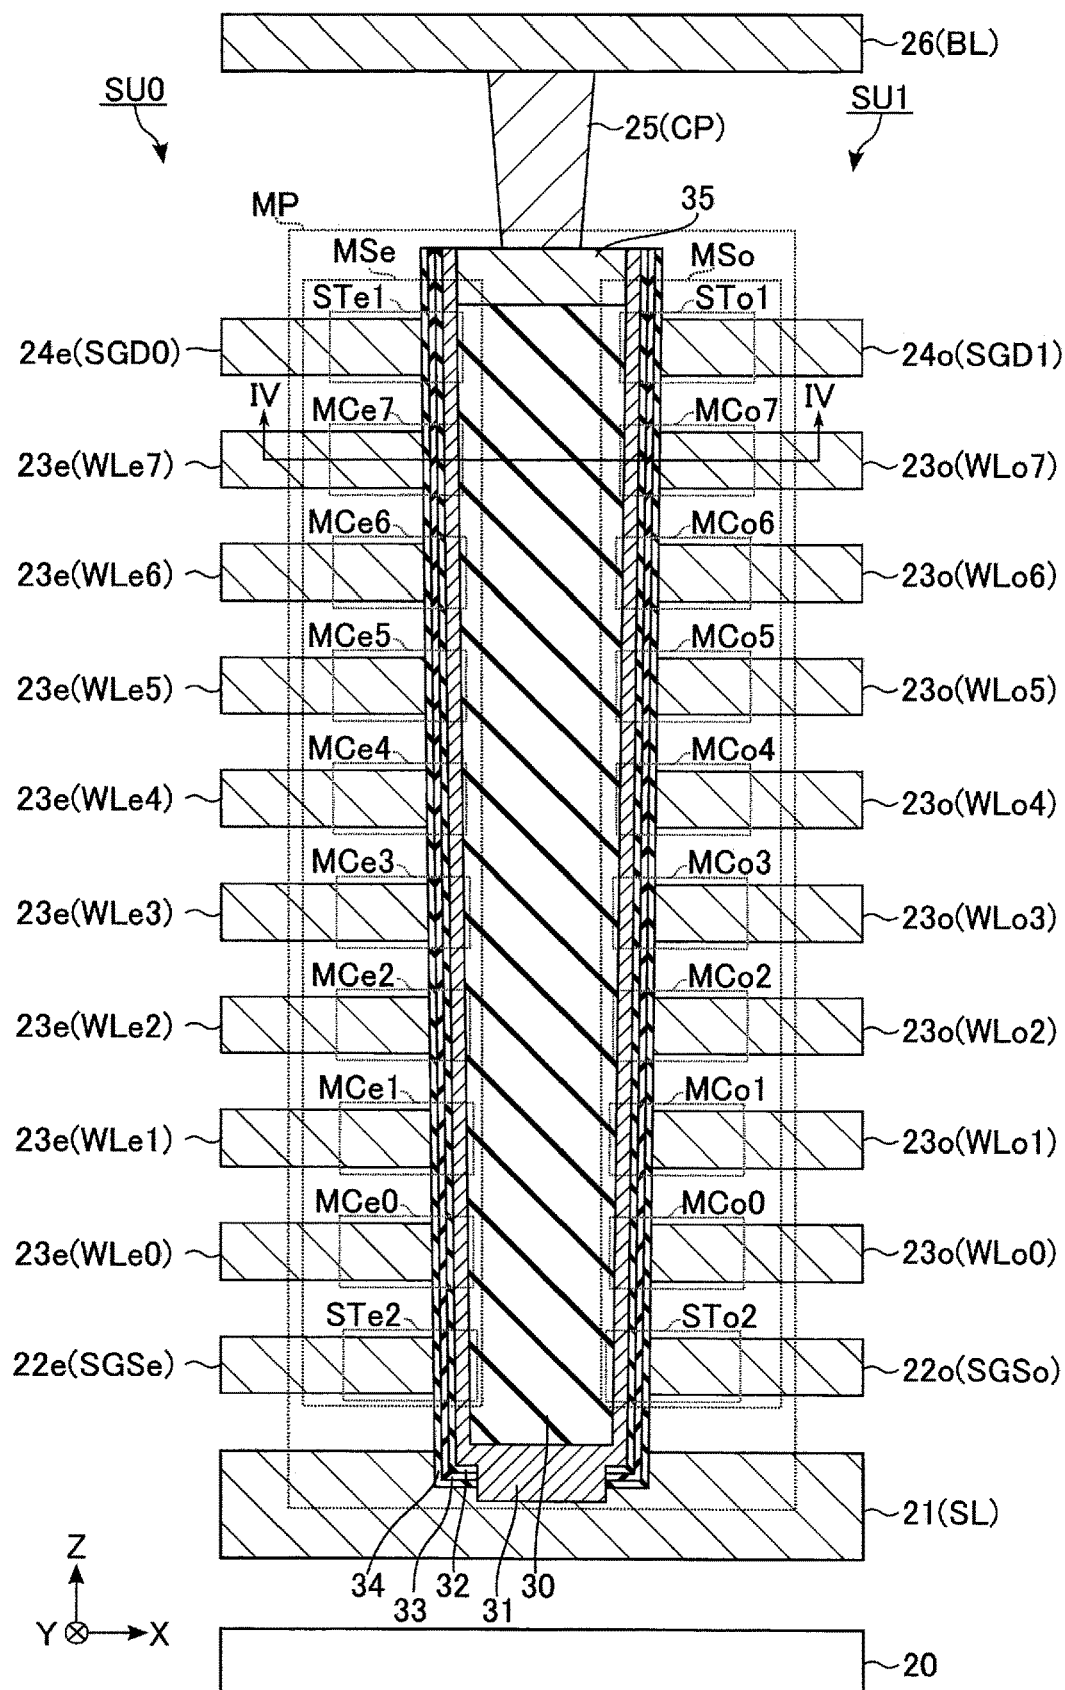 26(BL)
SU0
SU1
25(CP)
MP
35
MSe
MSo
STe1
STo1
24e(SGD0)
24o(SGD1)
IV
IV
MCe7
MCo7
23e(WLe7)
23o(WLo7)
MCe6
MCo6
23e(WLe6)
23o(WLo6)
MCe5
MCo5
23e(WLe5)
23o(WLo5)
MCe4
MCo4
23e(WLe4)
23o(WLo4)
MCe3
MCo3
23e(WLe3)
23o(WLo3)
MCe2
MCo2
23e(WLe2)
23o(WLo2)
MCe1
MCo1
23e(WLe1)
23o(WLo1)
MCe0
MCo0
23e(WLe0)
23o(WLo0)
STe2
STo2
22e(SGSe)
22o(SGSo)
21(SL)
34
33
32
31
30
Z
Y
X
20